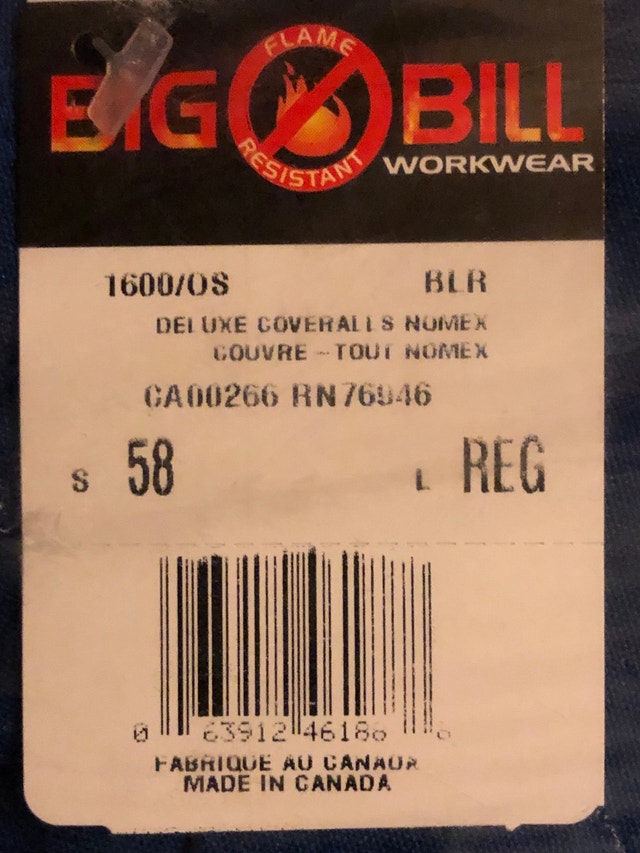 BIG BILL
FLAME
RESISTANT
WORKWEAR
1600/OS BLR
DELUXE COVERALLS NOMEX
COUVRE-TOUT NOMEX
CA00266 RN76946
S 58 L REG
0 63912 46186 6
FABRIQUE AU CANADA
MADE IN CANADA